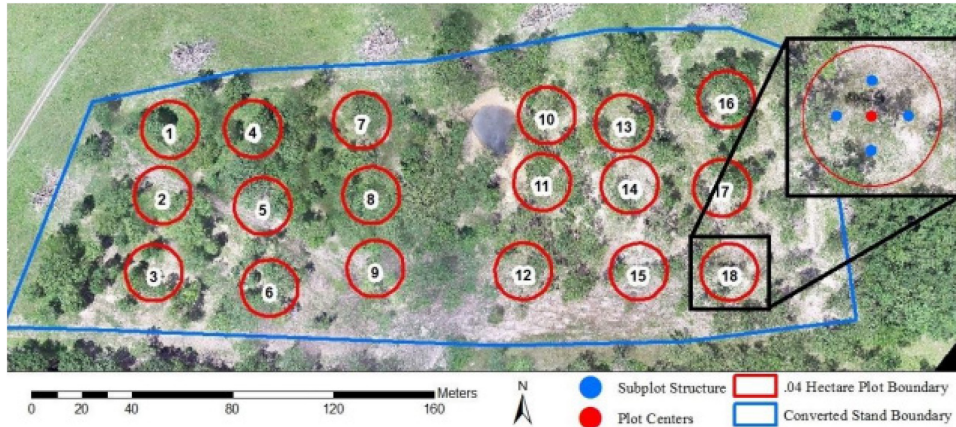 1 4 7 10 13 16
2 5 8 11 14 17
3 6 9 12 15 18
Meters
0 10 20 40 80 120 160
N
Subplot Structure
.04 Hectare Plot Boundary
Plot Centers
Converted Stand Boundary